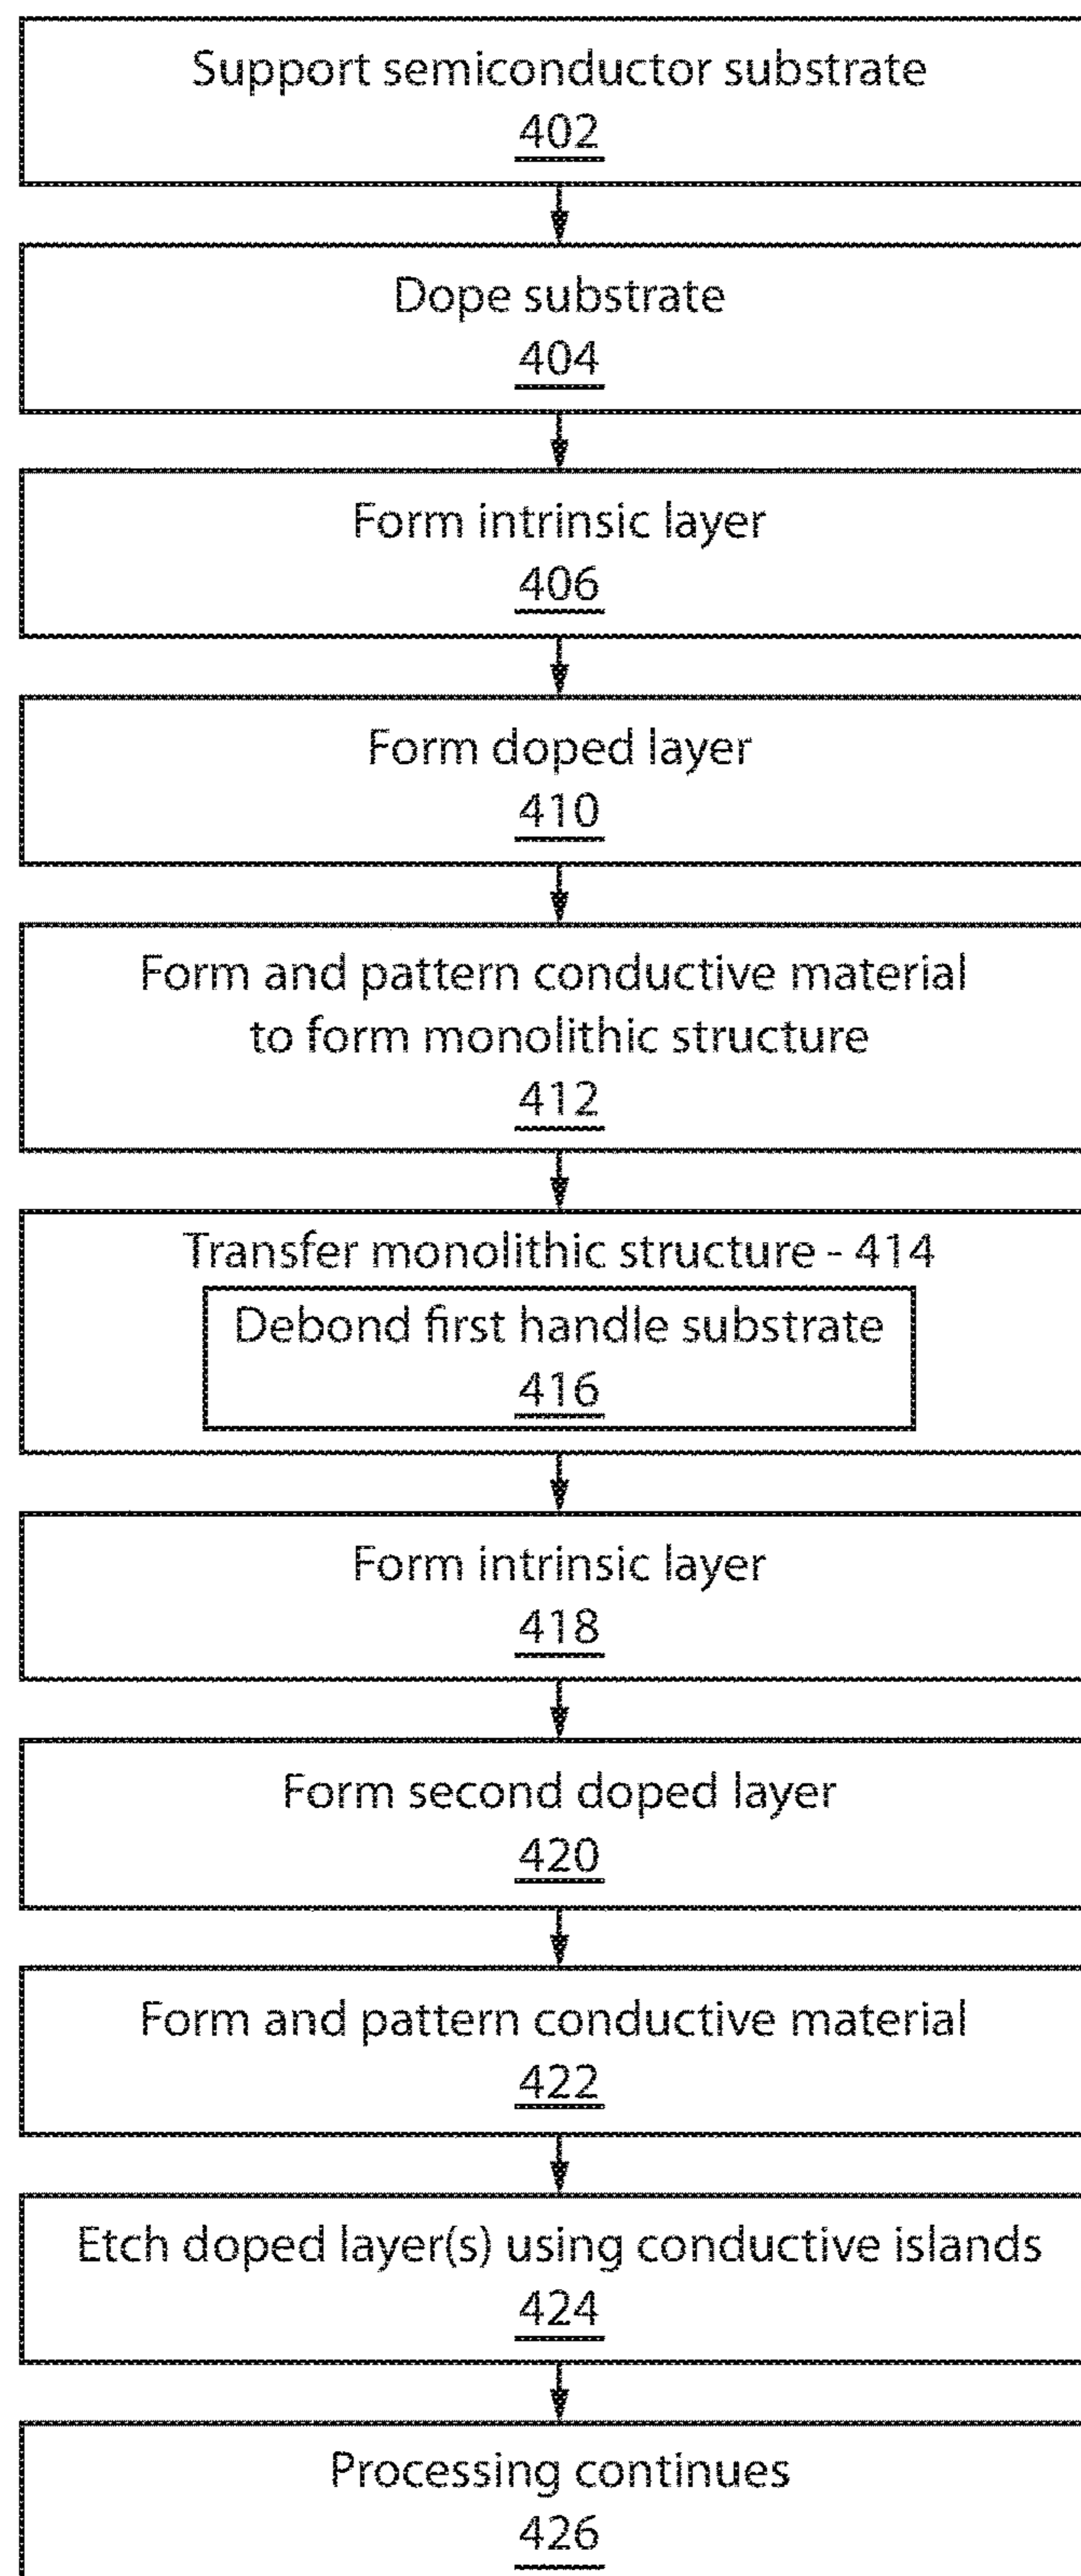 Support semiconductor substrate
402
Dope substrate
404
Form intrinsic layer
406
Form doped layer
410
Form and pattern conductive material
to form monolithic structure
412
Transfer monolithic structure - 414
Debond first handle substrate
416
Form intrinsic layer
418
Form second doped layer
420
Form and pattern conductive material
422
Etch doped layer(s) using conductive islands
424
Processing continues
426